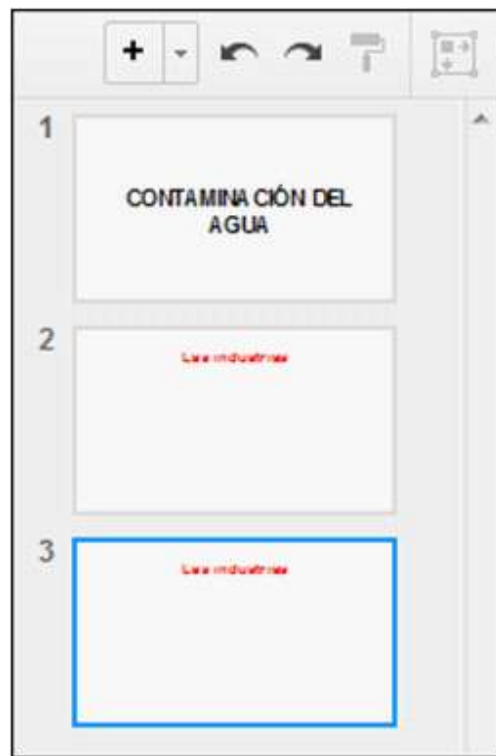 1
CONTAMINACIÓN DEL
AGUA
2
Las industrias
3
Las industrias